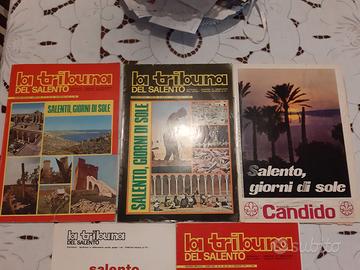 la tribuna
DEL SALENTO
SALENTO, GIORNI DI SOLE
la tribuna
DEL SALENTO
SALENTO, GIORNI DI SOLE
Salento,
giorni di sole
Candido
la tribuna
DEL SALENTO
salento
la tribuna
DEL SALENTO
subito